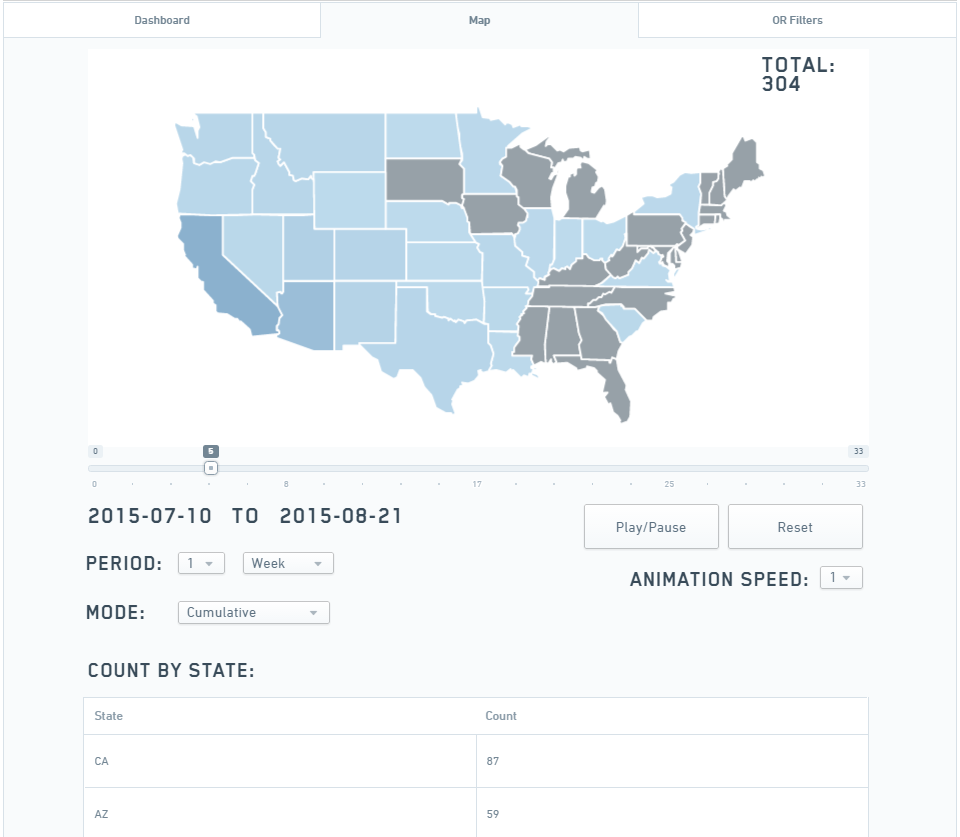 Dashboard Map OR Filters
TOTAL:
304
0 5 33
0 8 17 25 33
2015-07-10 TO 2015-08-21
Play/Pause Reset
PERIOD: 1 Week
ANIMATION SPEED: 1
MODE: Cumulative
COUNT BY STATE:
State Count
CA 87
AZ 59